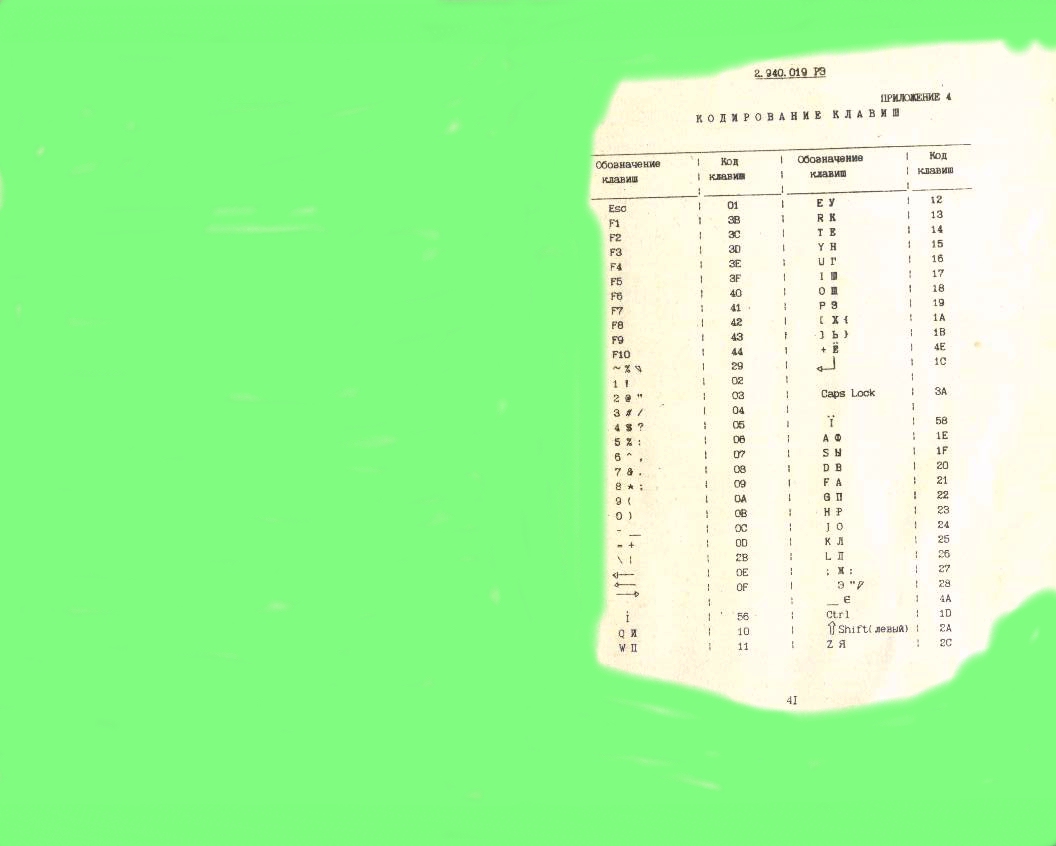 2.940.019 РЭ
ПРИЛОЖЕНИЕ 4
КОДИРОВАНИЕ КЛАВИШ
Обозначение | Код | Обозначение | Код
клавиш | клавиш | клавиш | клавиш
Esc | 01 | E У | 12
F1 | 3B | R К | 13
F2 | 3C | T Е | 14
F3 | 3D | Y Н | 15
F4 | 3E | U Г | 16
F5 | 3F | I Ш | 17
F6 | 40 | O Ш | 18
F7 | 41 | P З | 19
F8 | 42 | [ Х { | 1A
F9 | 43 | ] Ь } | 1B
F10 | 44 | + Ё | 4E
~ % | 29 | 1C
1 ! | 02 |
2 @ " | 03 | Caps Lock | 3A
3 # / | 04 |
4 $ ? | 05 | Ї | 58
5 % : | 06 | A Ф | 1E
6 ^ , | 07 | S Ы | 1F
7 & . | 08 | D В | 20
8 * ; | 09 | F А | 21
9 ( | 0A | G П | 22
0 ) | 0B | H Р | 23
- _ | 0C | J О | 24
= + | 0D | K Л | 25
\ | | 2B | L Д | 26
← | 0E | ; Ж : | 27
← → | 0F | Э " | 28
| | _ Є | 4A
i | 56 | Ctrl | 1D
Q Й | 10 | ⇧ Shift(левый) | 2A
W Ц | 11 | Z Я | 2C
41